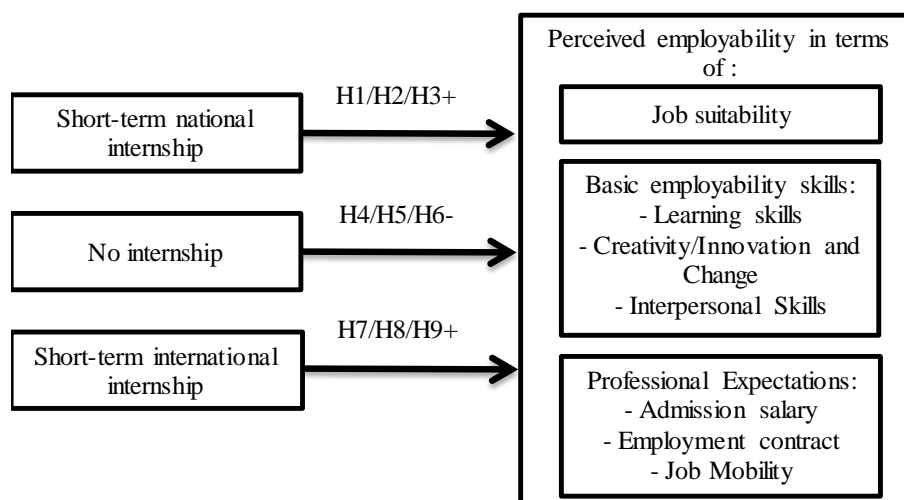 Short-term national
internship
No internship
Short-term international
internship
H1/H2/H3+
H4/H5/H6-
H7/H8/H9+
Perceived employability in terms
of :
Job suitability
Basic employability skills:
- Learning skills
- Creativity/Innovation and
Change
- Interpersonal Skills
Professional Expectations:
- Admission salary
- Employment contract
- Job Mobility